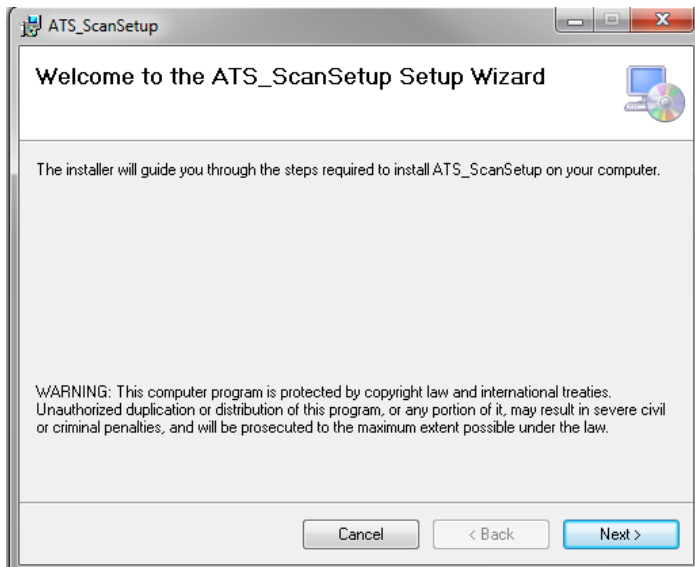 ATS_ScanSetup
Welcome to the ATS_ScanSetup Setup Wizard
The installer will guide you through the steps required to install ATS_ScanSetup on your computer.
WARNING: This computer program is protected by copyright law and international treaties.
Unauthorized duplication or distribution of this program, or any portion of it, may result in severe civil
or criminal penalties, and will be prosecuted to the maximum extent possible under the law.
Cancel < Back Next >